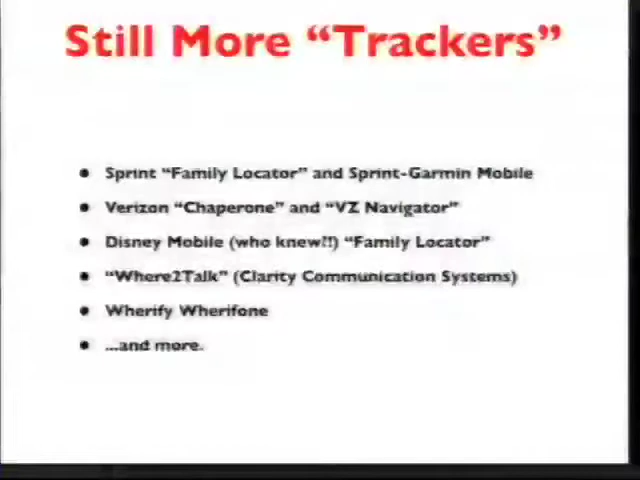 Still More “Trackers”
• Sprint “Family Locator” and Sprint-Garmin Mobile
• Verizon “Chaperone” and “VZ Navigator”
• Disney Mobile (who knew?!) “Family Locator”
• “Where2Talk” (Clarity Communication Systems)
• Wherify Wherifone
• ...and more.